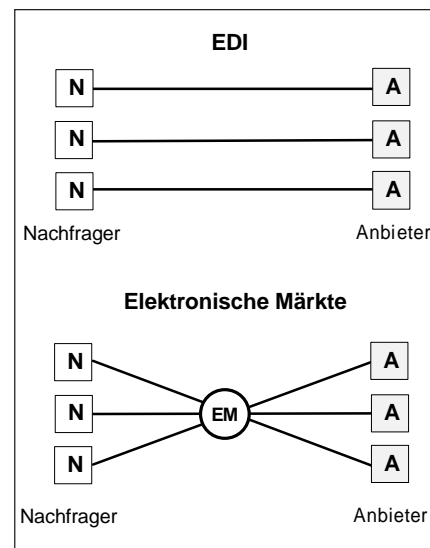 EDI
N A
N A
N A
Nachfrager Anbieter
Elektronische Märkte
N A
N EM A
N A
Nachfrager Anbieter